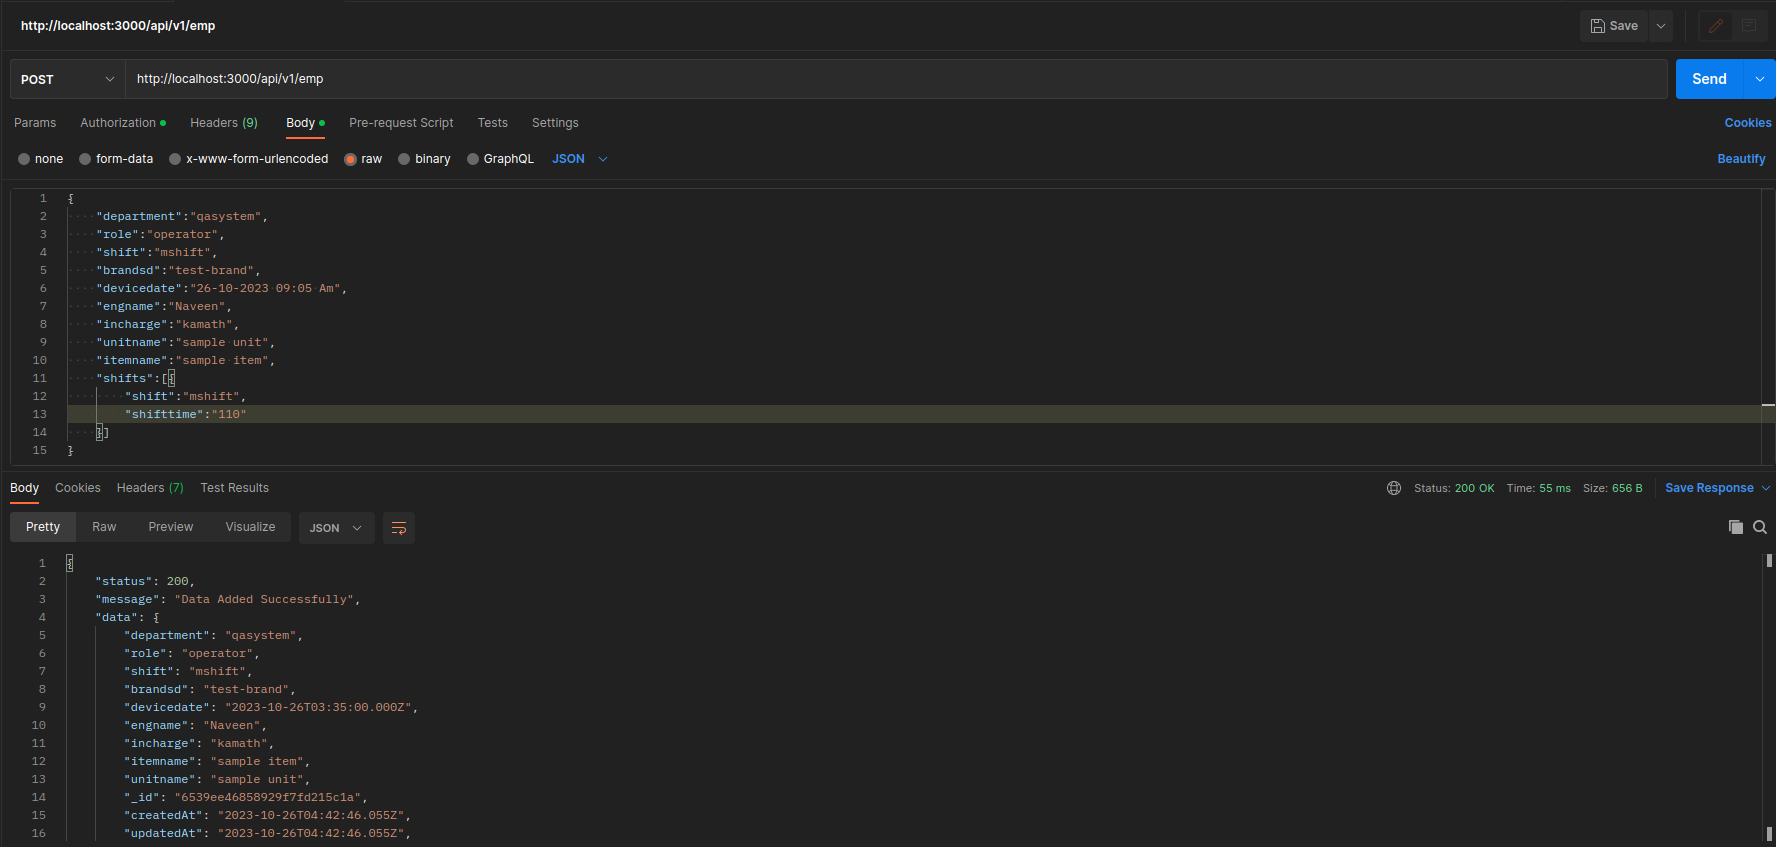 http://localhost:3000/api/v1/emp
Save
POST http://localhost:3000/api/v1/emp Send
Params Authorization Headers (9) Body Pre-request Script Tests Settings Cookies
none form-data x-www-form-urlencoded raw binary GraphQL JSON Beautify
1 {
2 "department":"qasystem",
3 "role":"operator",
4 "shift":"mshift",
5 "brandsd":"test-brand",
6 "devicedate":"26-10-2023 09:05 Am",
7 "engname":"Naveen",
8 "incharge":"kamath",
9 "unitname":"sample unit",
10 "itemname":"sample item",
11 "shifts":[{
12 "shift":"mshift",
13 "shifttime":"110"
14 }]
15 }
Body Cookies Headers (7) Test Results Status: 200 OK Time: 55 ms Size: 656 B Save Response
Pretty Raw Preview Visualize JSON
1 {
2 "status": 200,
3 "message": "Data Added Successfully",
4 "data": {
5 "department": "qasystem",
6 "role": "operator",
7 "shift": "mshift",
8 "brandsd": "test-brand",
9 "devicedate": "2023-10-26T03:35:00.000Z",
10 "engname": "Naveen",
11 "incharge": "kamath",
12 "itemname": "sample item",
13 "unitname": "sample unit",
14 "_id": "6539ee46858929f7fd215c1a",
15 "createdAt": "2023-10-26T04:42:46.055Z",
16 "updatedAt": "2023-10-26T04:42:46.055Z",